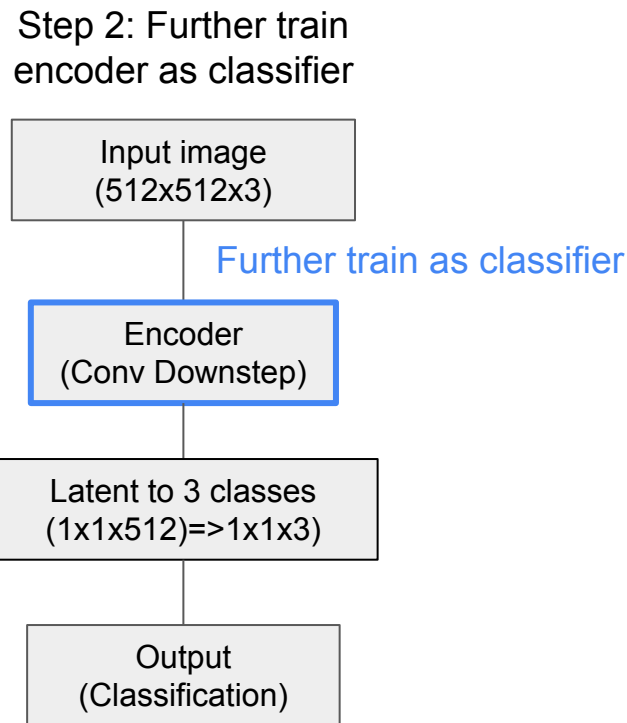 Step 2: Further train
encoder as classifier
Input image
(512x512x3)
Further train as classifier
Encoder
(Conv Downstep)
Latent to 3 classes
(1x1x512)=>1x1x3)
Output
(Classification)